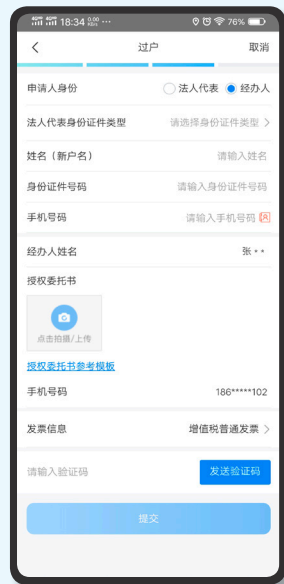 18:34 0.00 KB/s ··· 76%
过户 取消
申请人身份 法人代表 经办人
法人代表身份证件类型 请选择身份证件类型 >
姓名（新户名） 请输入姓名
身份证件号码 请输入身份证件号码
手机号码 请输入手机号码
经办人姓名 张 * *
授权委托书
点击拍摄/上传
授权委托书参考模板
手机号码 186*****102
发票信息 增值税普通发票 >
请输入验证码 发送验证码
提交